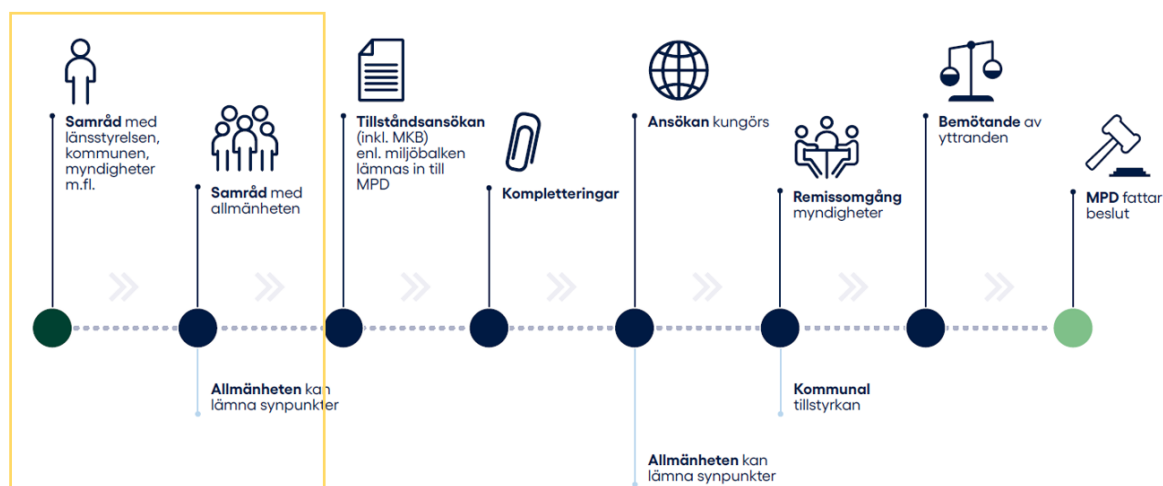 Samråd med
länsstyrelsen,
kommunen,
myndigheter
m.fl.
Samråd med
allmänheten
Allmänheten kan
lämna synpunkter
Tillståndsansökan
(inkl. MKB)
enl. miljöbalken
lämnas in till
MPD
Kompletteringar
Ansökan kungörs
Allmänheten kan
lämna synpunkter
Remissomgång
myndigheter
Kommunal
tillstyrkan
Bemötande av
yttranden
MPD fattar
beslut